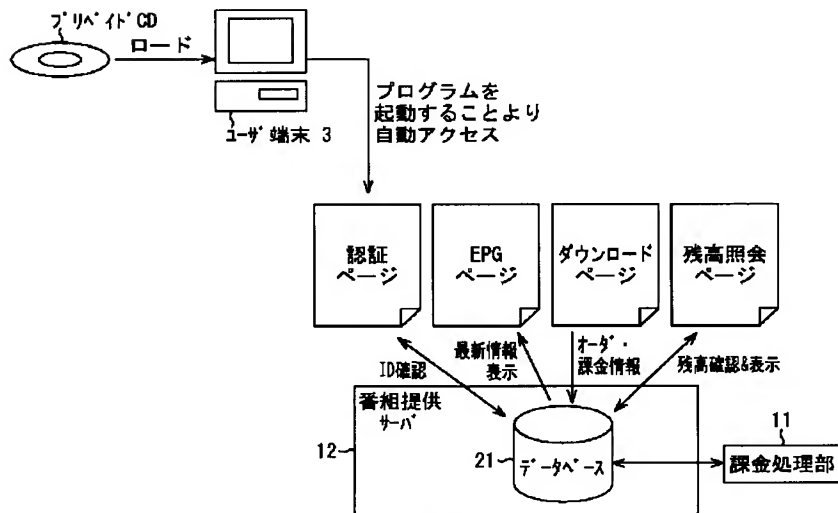 プリペイドCD
ロード
ユーザ端末 3
プログラムを
起動することより
自動アクセス
認証
ページ
EPG
ページ
ダウンロード
ページ
残高照会
ページ
ID確認
最新情報
表示
オーダ・
課金情報
残高確認&表示
番組提供
サーバ
12
21
データベース
11
課金処理部